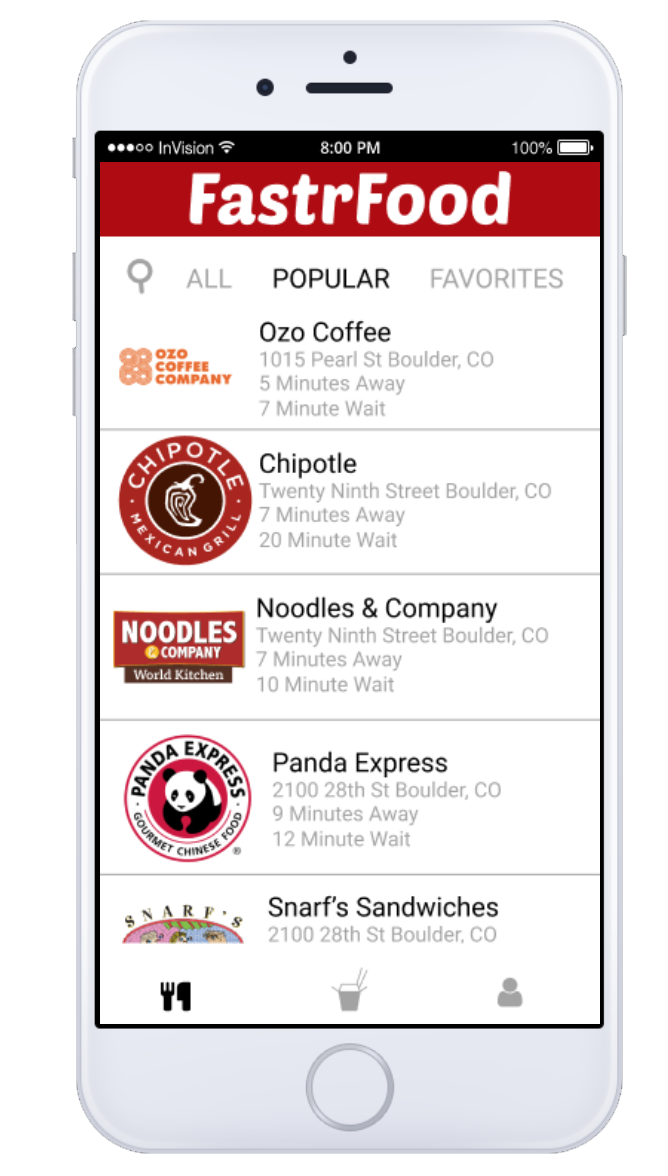 InVision 8:00 PM 100%
FastrFood
ALL POPULAR FAVORITES
OZO
COFFEE
COMPANY
Ozo Coffee
1015 Pearl St Boulder, CO
5 Minutes Away
7 Minute Wait
CHIPOTLE
MEXICAN GRILL
Chipotle
Twenty Ninth Street Boulder, CO
7 Minutes Away
20 Minute Wait
NOODLES
& COMPANY
World Kitchen
Noodles & Company
Twenty Ninth Street Boulder, CO
7 Minutes Away
10 Minute Wait
PANDA EXPRESS
GOURMET CHINESE FOOD
®
Panda Express
2100 28th St Boulder, CO
9 Minutes Away
12 Minute Wait
SNARF'S
Snarf’s Sandwiches
2100 28th St Boulder, CO